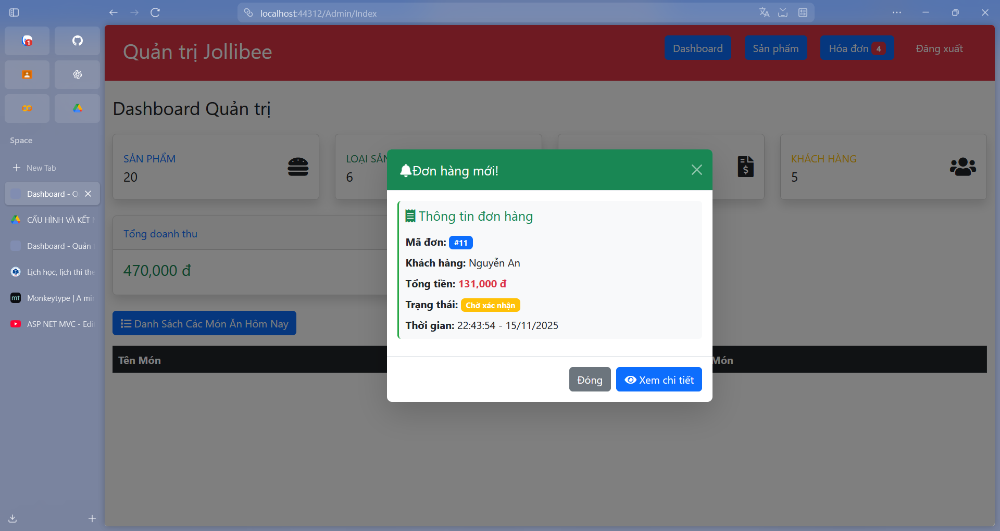 localhost:44312/Admin/Index
1
Space
New Tab
Dashboard - Q
CẤU HÌNH VÀ KẾT
Dashboard - Quản
Lịch học, lịch thi the
mt
Monkeytype | A min
ASP NET MVC - Edi
Quản trị Jollibee
Dashboard
Sản phẩm
Hóa đơn 4
Đăng xuất
Dashboard Quản trị
SẢN PHẨM
20
LOẠI SẢN
6
KHÁCH HÀNG
5
Tổng doanh thu
470,000 đ
Danh Sách Các Món Ăn Hôm Nay
Tên Món
Món
Đơn hàng mới!
Thông tin đơn hàng
Mã đơn: #11
Khách hàng: Nguyễn An
Tổng tiền: 131,000 đ
Trạng thái: Chờ xác nhận
Thời gian: 22:43:54 - 15/11/2025
Đóng
Xem chi tiết